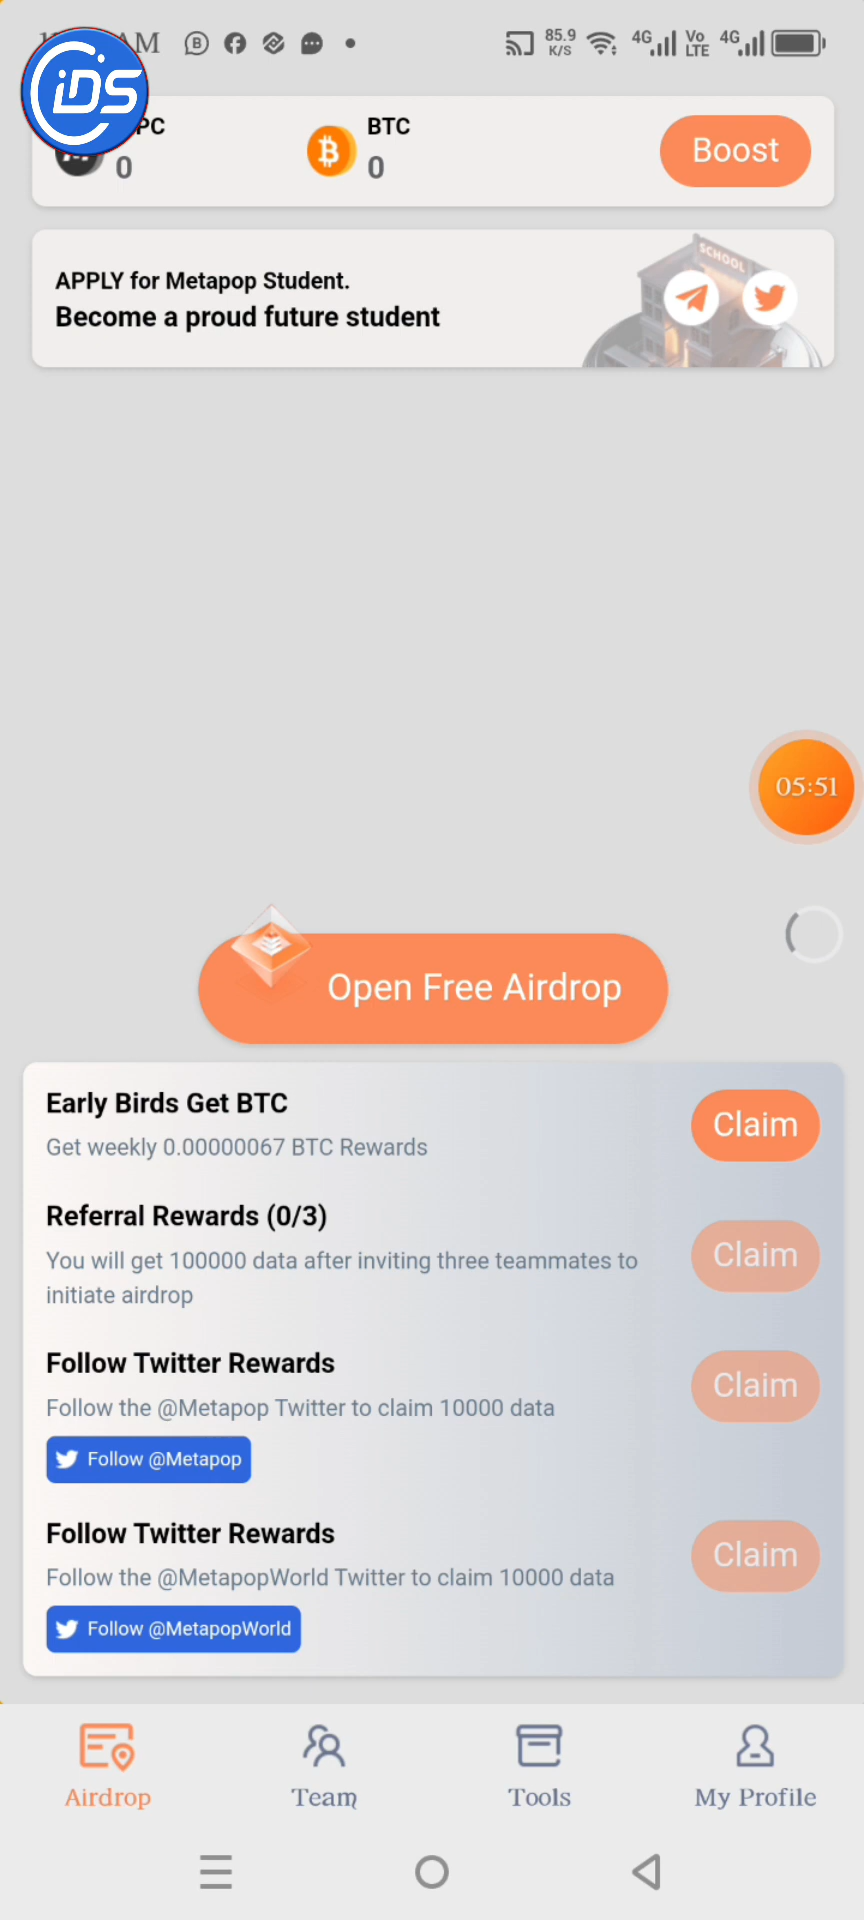 AM
85.9
K/S
4G
Vo
LTE
4G
iDS
PC
0
BTC
0
Boost
APPLY for Metapop Student.
Become a proud future student
SCHOOL
05:51
Open Free Airdrop
Early Birds Get BTC
Get weekly 0.00000067 BTC Rewards
Claim
Referral Rewards (0/3)
You will get 100000 data after inviting three teammates to
initiate airdrop
Claim
Follow Twitter Rewards
Follow the @Metapop Twitter to claim 10000 data
Claim
Follow @Metapop
Follow Twitter Rewards
Follow the @MetapopWorld Twitter to claim 10000 data
Claim
Follow @MetapopWorld
Airdrop
Team
Tools
My Profile